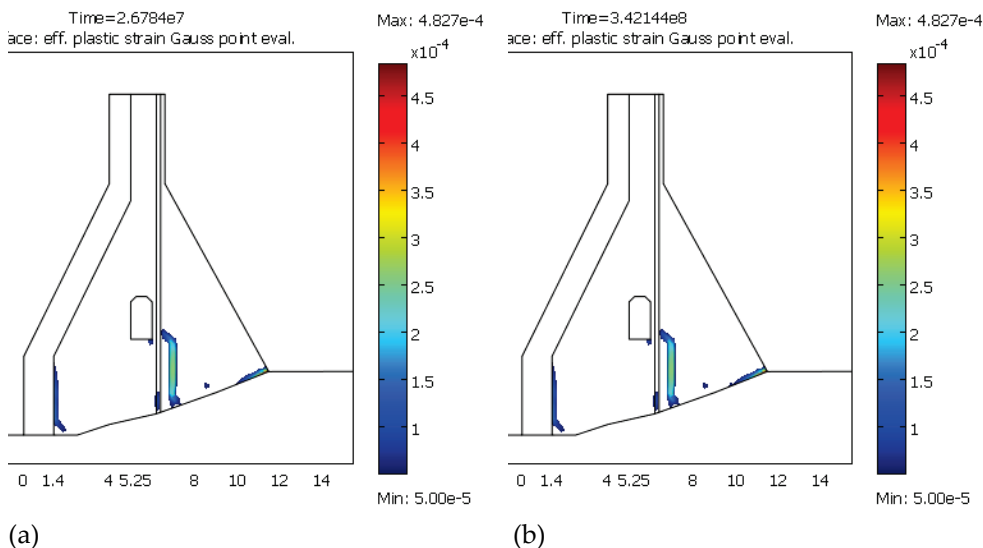 Time=2.6784e7
face: eff. plastic strain Gauss point eval.
Max: 4.827e-4
x10⁻⁴
4.5
4
3.5
3
2.5
2
1.5
1
0 1.4 4 5.25 8 10 12 14
Min: 5.00e-5
(a)
Time=3.42144e8
face: eff. plastic strain Gauss point eval.
Max: 4.827e-4
x10⁻⁴
4.5
4
3.5
3
2.5
2
1.5
1
0 1.4 4 5.25 8 10 12 14
Min: 5.00e-5
(b)